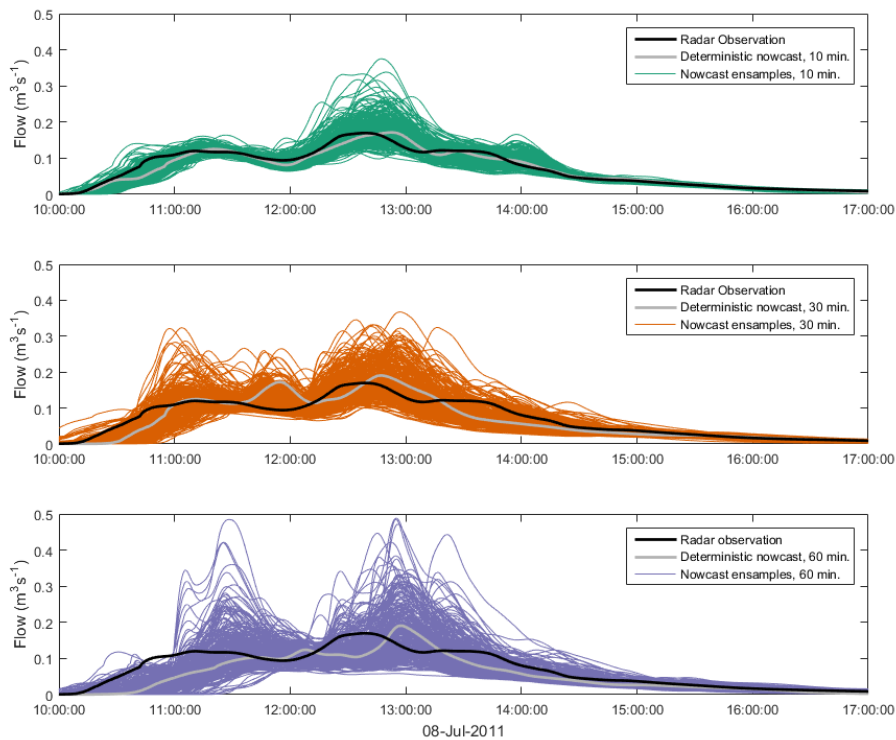 0.5
0.4
0.3
0.2
0.1
0
Flow (m³s⁻¹)
Radar Observation
Deterministic nowcast, 10 min.
Nowcast ensamples, 10 min.
10:00:00 11:00:00 12:00:00 13:00:00 14:00:00 15:00:00 16:00:00 17:00:00
0.5
0.4
0.3
0.2
0.1
0
Flow (m³s⁻¹)
Radar Observation
Deterministic nowcast, 30 min.
Nowcast ensamples, 30 min.
10:00:00 11:00:00 12:00:00 13:00:00 14:00:00 15:00:00 16:00:00 17:00:00
0.5
0.4
0.3
0.2
0.1
0
Flow (m³s⁻¹)
Radar observation
Deterministic nowcast, 60 min.
Nowcast ensamples, 60 min.
10:00:00 11:00:00 12:00:00 13:00:00 14:00:00 15:00:00 16:00:00 17:00:00
08-Jul-2011